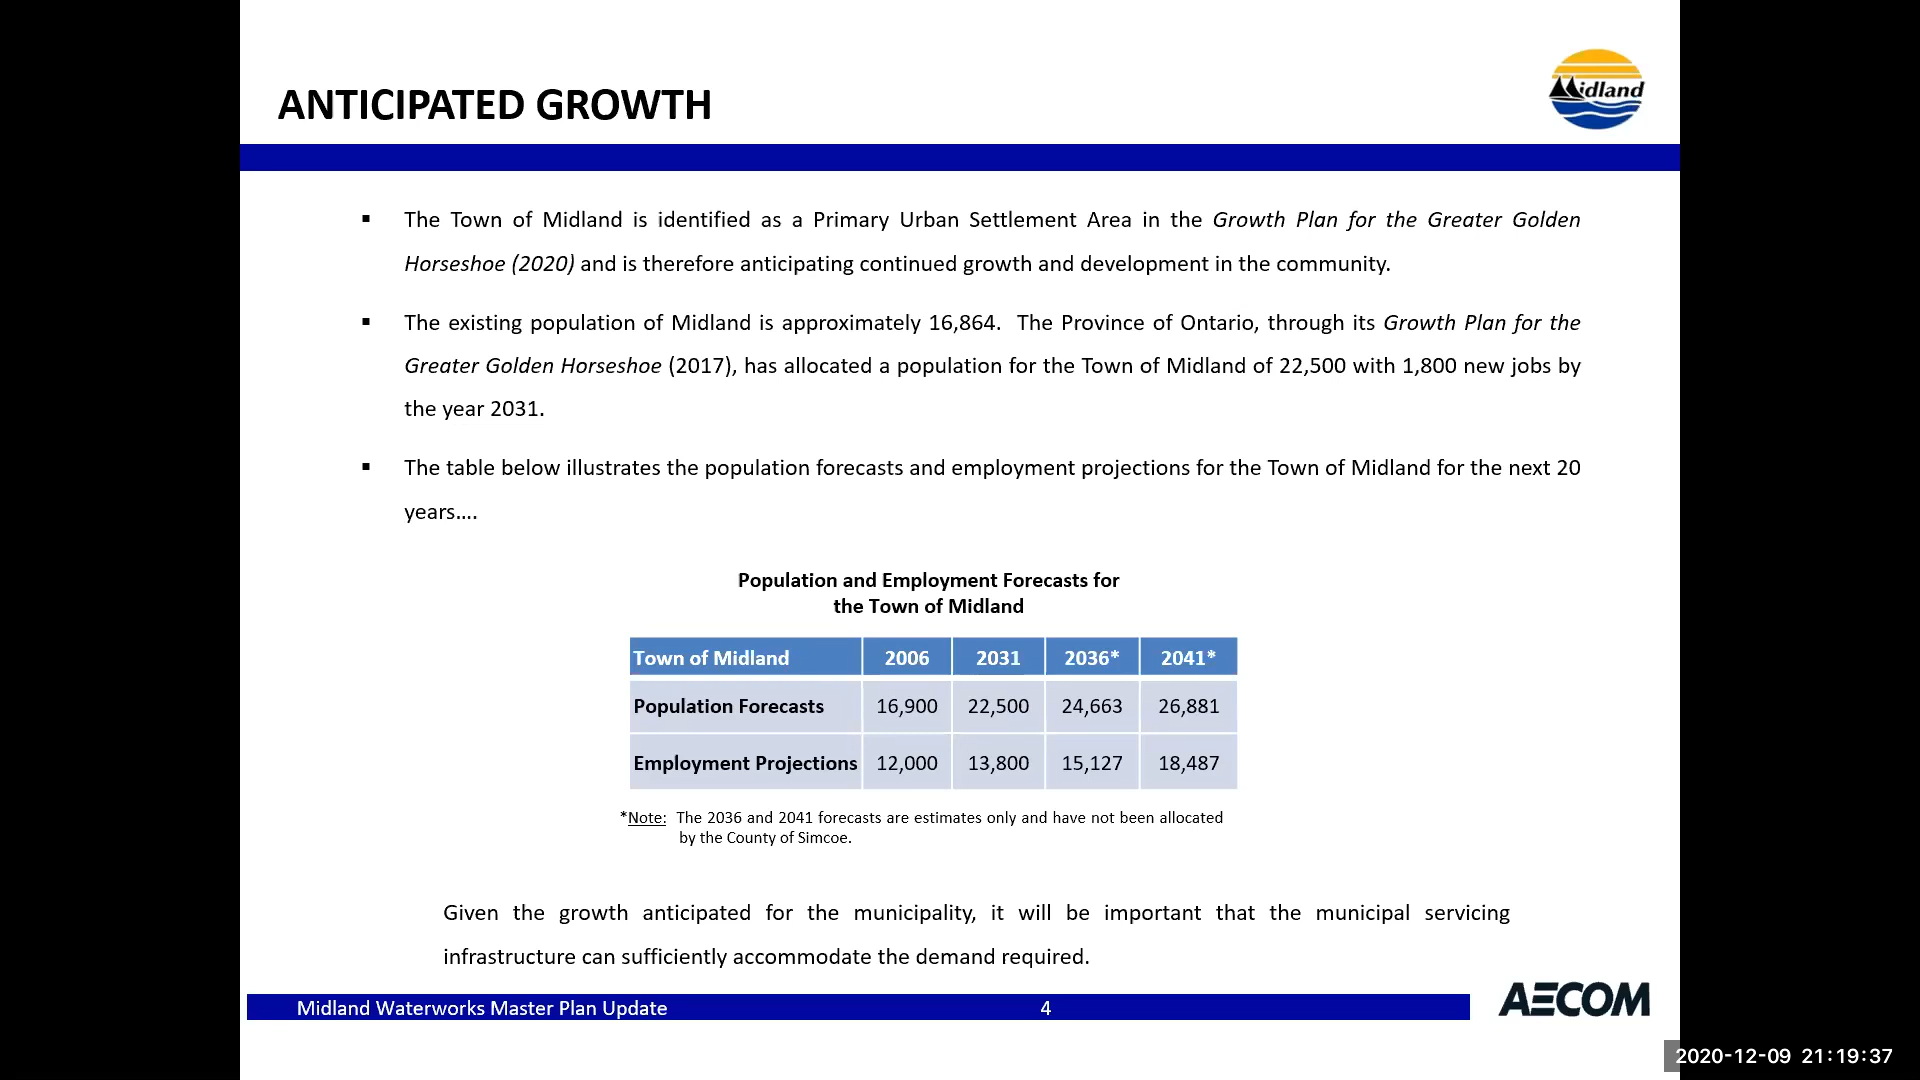 Midland
ANTICIPATED GROWTH
▪ The Town of Midland is identified as a Primary Urban Settlement Area in the Growth Plan for the Greater Golden
Horseshoe (2020) and is therefore anticipating continued growth and development in the community.
▪ The existing population of Midland is approximately 16,864. The Province of Ontario, through its Growth Plan for the
Greater Golden Horseshoe (2017), has allocated a population for the Town of Midland of 22,500 with 1,800 new jobs by
the year 2031.
▪ The table below illustrates the population forecasts and employment projections for the Town of Midland for the next 20
years....
Population and Employment Forecasts for
the Town of Midland
Town of Midland 2006 2031 2036* 2041*
Population Forecasts 16,900 22,500 24,663 26,881
Employment Projections 12,000 13,800 15,127 18,487
*Note: The 2036 and 2041 forecasts are estimates only and have not been allocated
by the County of Simcoe.
Given the growth anticipated for the municipality, it will be important that the municipal servicing
infrastructure can sufficiently accommodate the demand required.
Midland Waterworks Master Plan Update 4
AECOM
2020-12-09 21:19:37